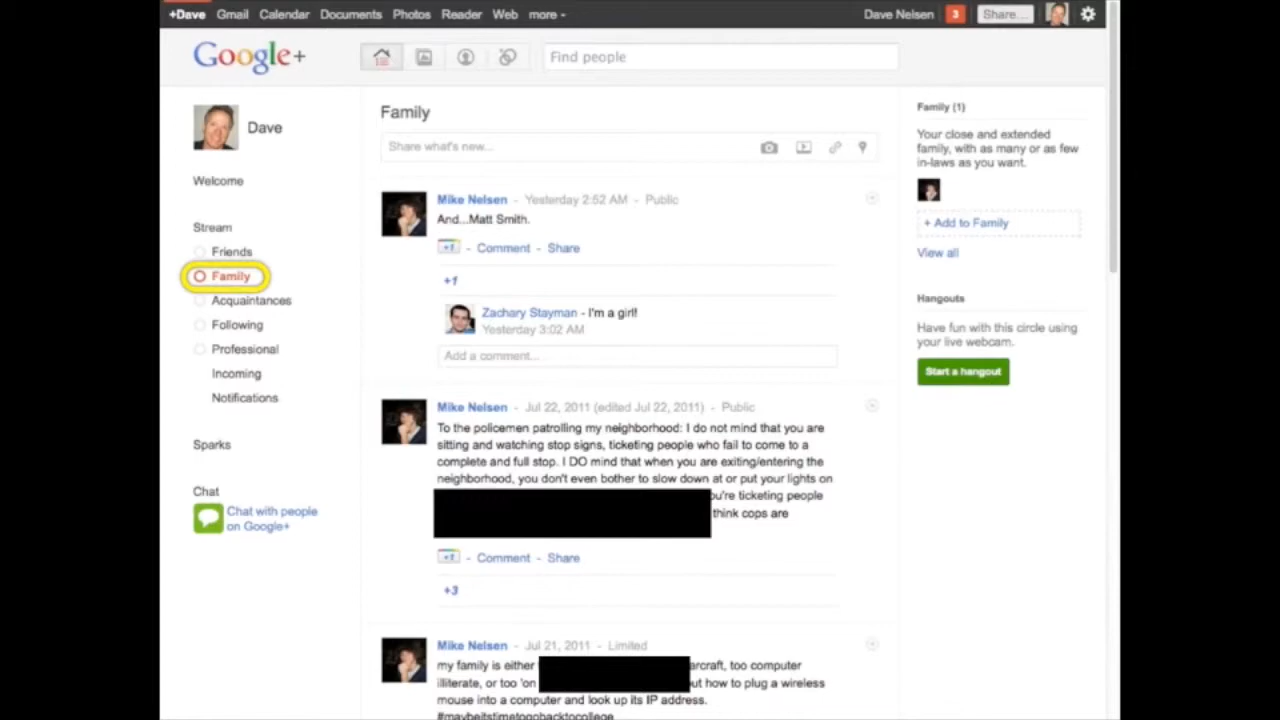 +Dave Gmail Calendar Documents Photos Reader Web more
Dave Nelsen 3 Share...
Google+
Find people
Dave
Welcome
Stream
Friends
Family
Acquaintances
Following
Professional
Incoming
Notifications
Sparks
Chat
Chat with people
on Google+
Family
Share what's new...
Mike Nelsen - Yesterday 2:52 AM - Public
And...Matt Smith.
+1 - Comment - Share
+1
Zachary Stayman - I'm a girl!
Yesterday 3:02 AM
Add a comment...
Mike Nelsen - Jul 22, 2011 (edited Jul 22, 2011) - Public
To the policemen patrolling my neighborhood: I do not mind that you are
sitting and watching stop signs, ticketing people who fail to come to a
complete and full stop. I DO mind that when you are exiting/entering the
neighborhood, you don't even bother to slow down at or put your lights on
ticketing people
think cops are
+1 - Comment - Share
+3
Mike Nelsen - Jul 21, 2011 - Limited
my family is either too computer
illiterate, or too 'on how to plug a wireless
mouse into a computer and look up its IP address.
#maybeitstimetogobacktocollege
Family (1)
Your close and extended
family, with as many or as few
in-laws as you want.
+ Add to Family
View all
Hangouts
Have fun with this circle using
your live webcam.
Start a hangout